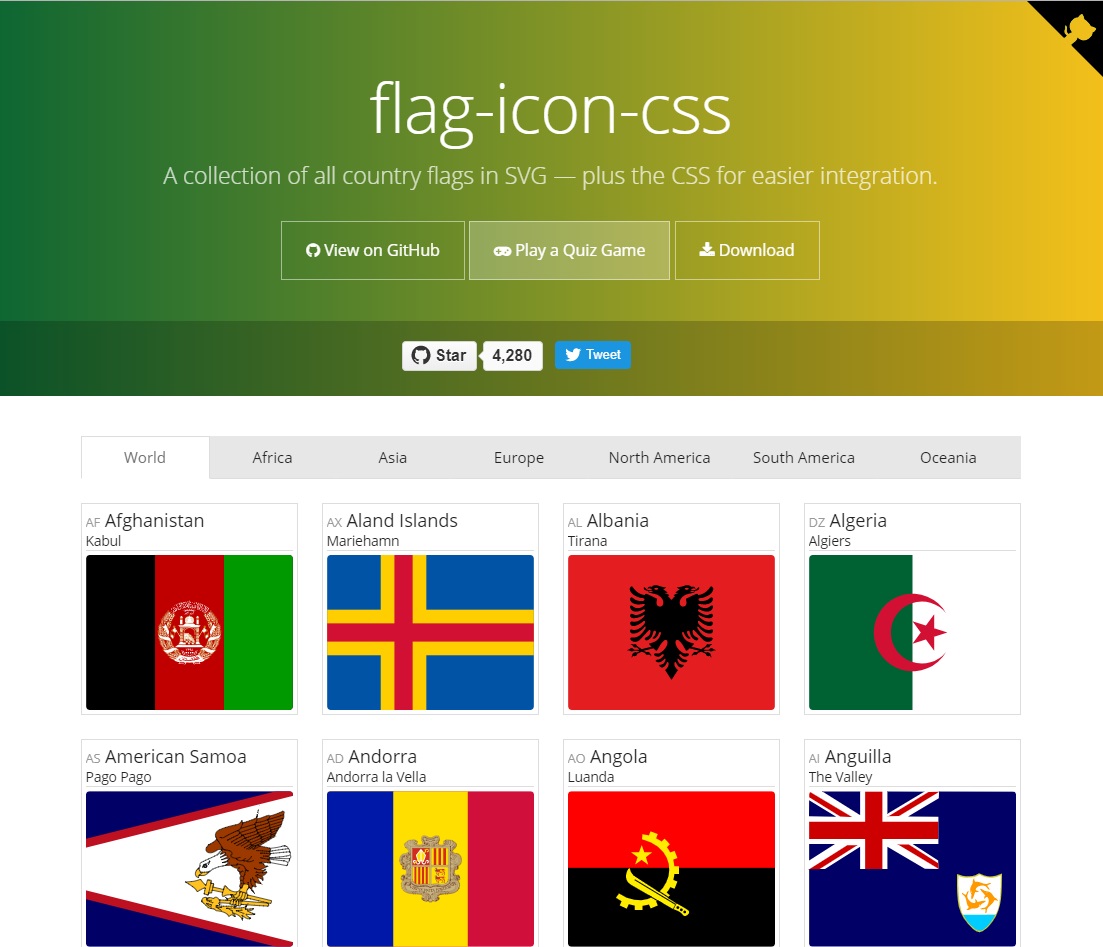 flag-icon-css
A collection of all country flags in SVG — plus the CSS for easier integration.
View on GitHub Play a Quiz Game Download
Star 4,280 Tweet
World Africa Asia Europe North America South America Oceania
AF Afghanistan
Kabul
AX Aland Islands
Mariehamn
AL Albania
Tirana
DZ Algeria
Algiers
AS American Samoa
Pago Pago
AD Andorra
Andorra la Vella
AO Angola
Luanda
AI Anguilla
The Valley